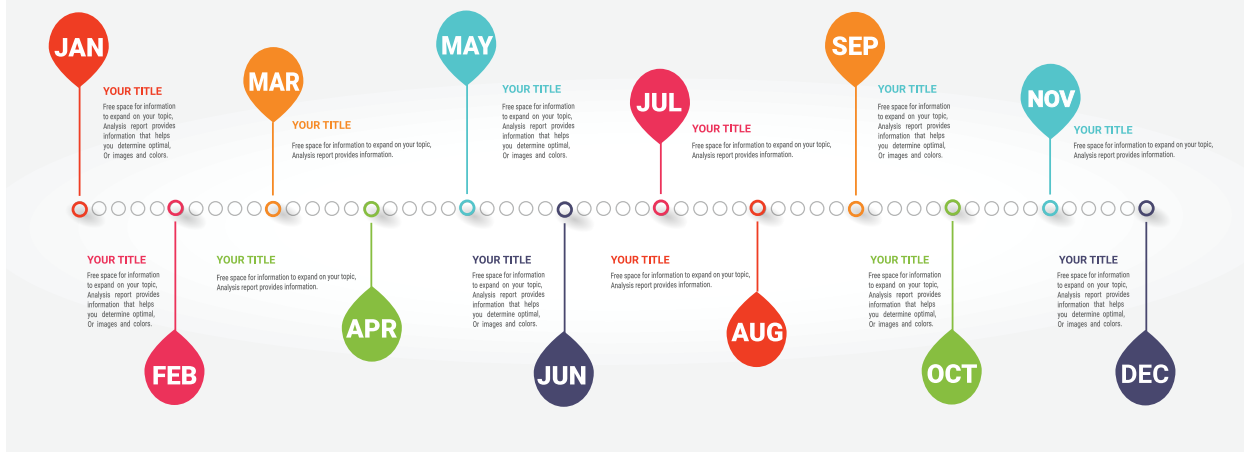 JAN
YOUR TITLE
Free space for information
to expand on your topic,
Analysis report provides
information that helps
you determine optimal,
Or images and colors.
MAR
YOUR TITLE
Free space for information to expand on your topic,
Analysis report provides information.
MAY
YOUR TITLE
Free space for information
to expand on your topic,
Analysis report provides
information that helps
you determine optimal,
Or images and colors.
JUL
YOUR TITLE
Free space for information to expand on your topic,
Analysis report provides information.
SEP
YOUR TITLE
Free space for information
to expand on your topic,
Analysis report provides
information that helps
you determine optimal,
Or images and colors.
NOV
YOUR TITLE
Free space for information to expand on your topic,
Analysis report provides information.
YOUR TITLE
Free space for information
to expand on your topic,
Analysis report provides
information that helps
you determine optimal,
Or images and colors.
FEB
YOUR TITLE
Free space for information to expand on your topic,
Analysis report provides information.
APR
YOUR TITLE
Free space for information
to expand on your topic,
Analysis report provides
information that helps
you determine optimal,
Or images and colors.
JUN
YOUR TITLE
Free space for information to expand on your topic,
Analysis report provides information.
AUG
YOUR TITLE
Free space for information
to expand on your topic,
Analysis report provides
information that helps
you determine optimal,
Or images and colors.
OCT
YOUR TITLE
Free space for information
to expand on your topic,
Analysis report provides
information that helps
you determine optimal,
Or images and colors.
DEC